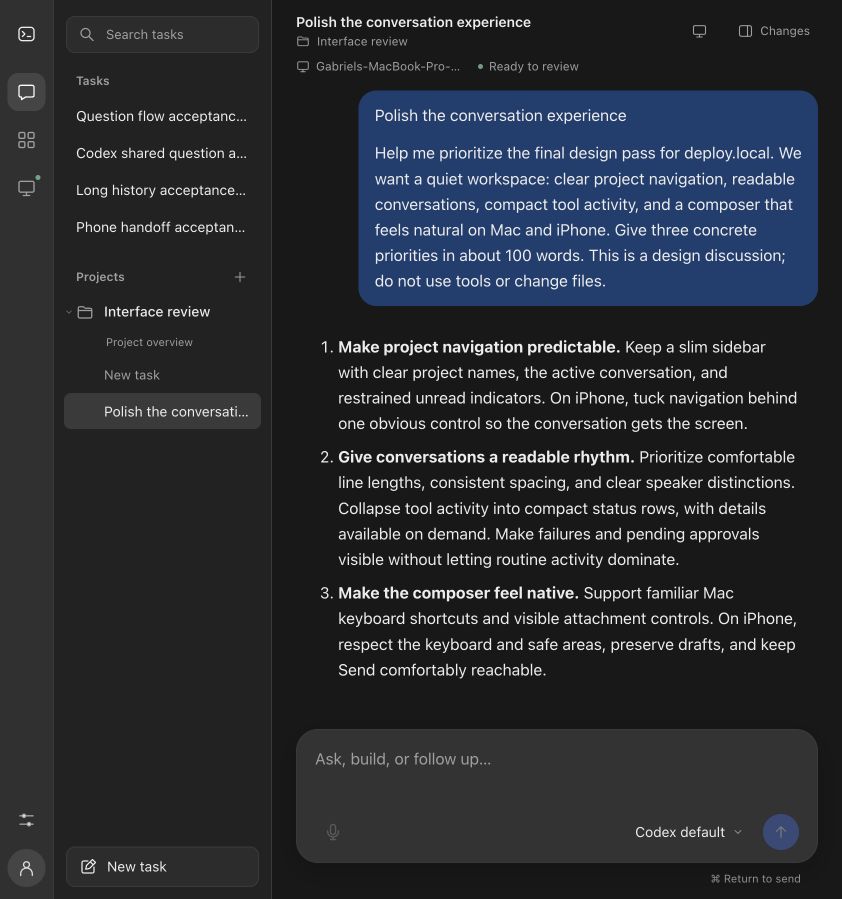 Search tasks
Tasks
Question flow acceptanc...
Codex shared question a...
Long history acceptance...
Phone handoff acceptan...
Projects
Interface review
Project overview
New task
Polish the conversati...
New task
Polish the conversation experience
Interface review
Changes
Gabriels-MacBook-Pro-...
Ready to review
Polish the conversation experience
Help me prioritize the final design pass for deploy.local. We
want a quiet workspace: clear project navigation, readable
conversations, compact tool activity, and a composer that
feels natural on Mac and iPhone. Give three concrete
priorities in about 100 words. This is a design discussion;
do not use tools or change files.
1. Make project navigation predictable. Keep a slim sidebar
with clear project names, the active conversation, and
restrained unread indicators. On iPhone, tuck navigation behind
one obvious control so the conversation gets the screen.
2. Give conversations a readable rhythm. Prioritize comfortable
line lengths, consistent spacing, and clear speaker distinctions.
Collapse tool activity into compact status rows, with details
available on demand. Make failures and pending approvals
visible without letting routine activity dominate.
3. Make the composer feel native. Support familiar Mac
keyboard shortcuts and visible attachment controls. On iPhone,
respect the keyboard and safe areas, preserve drafts, and keep
Send comfortably reachable.
Ask, build, or follow up...
Codex default
⌘ Return to send